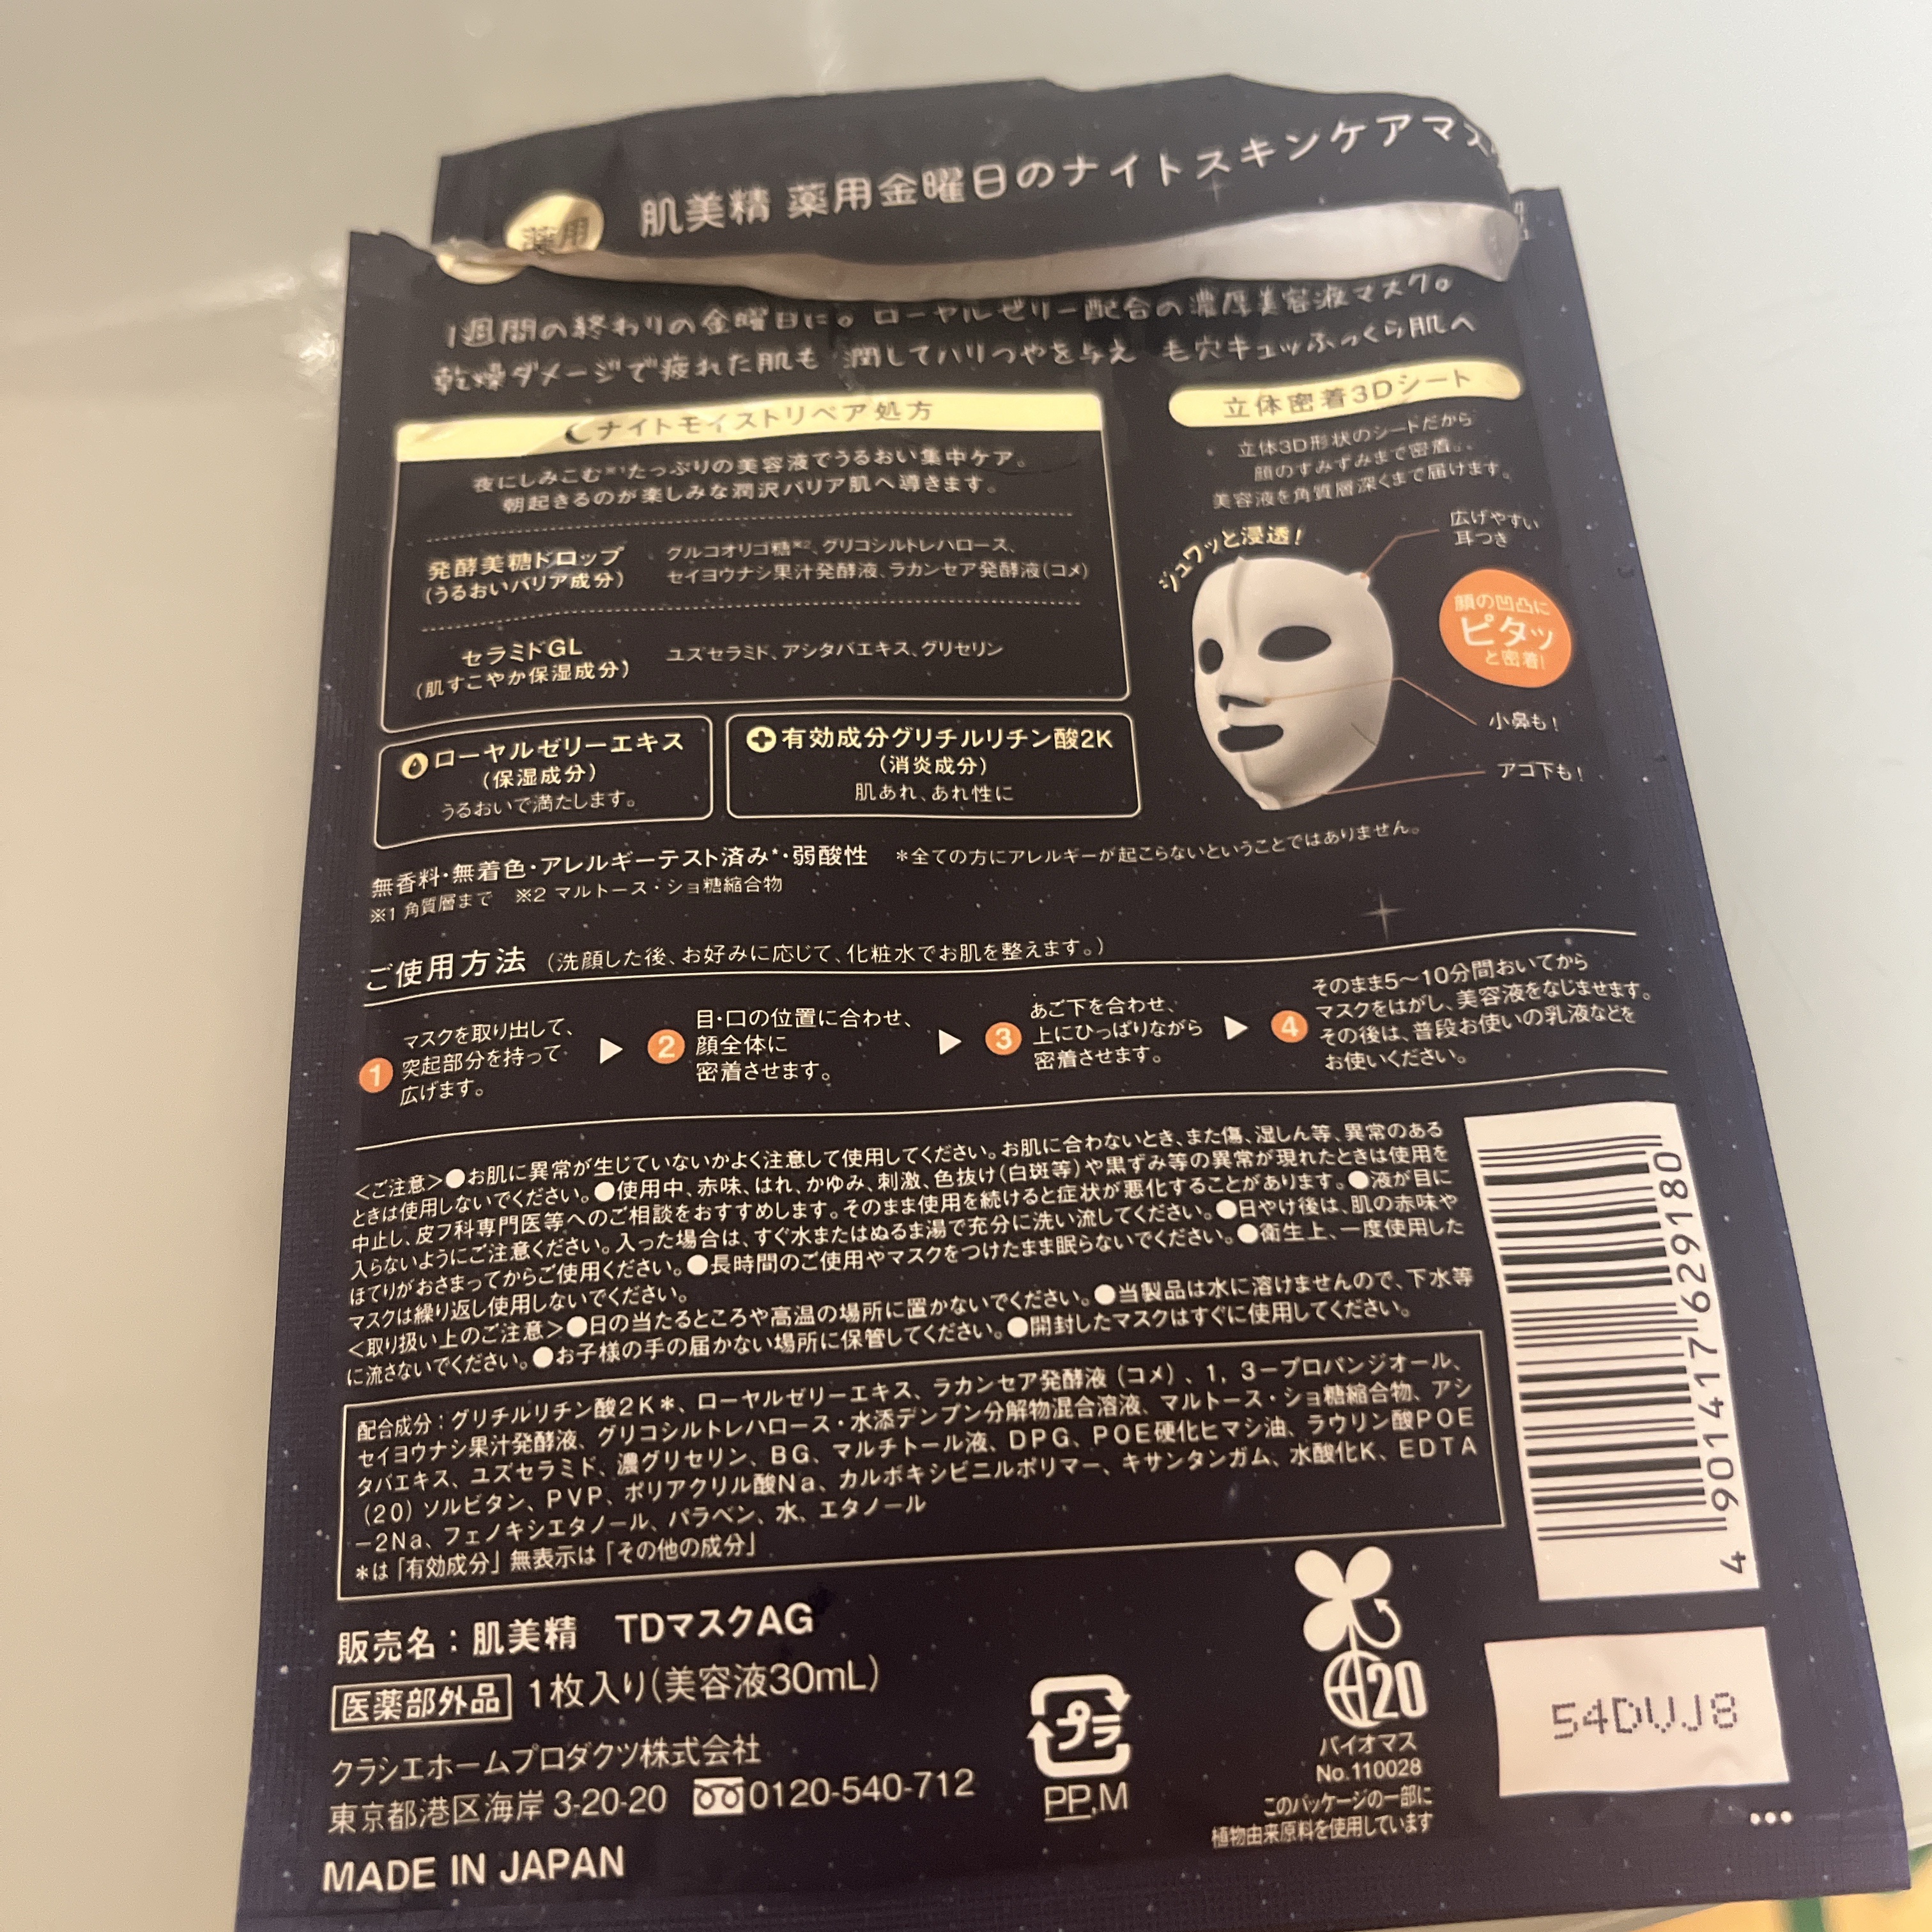 肌美精 薬用金曜日のナイトスキンケアマスク
薬用
1週間の終わりの金曜日に。ローヤルゼリー配合の濃厚美容液マスク。
乾燥ダメージで疲れた肌も 潤してハリつやを与え 毛穴キュッふっくら肌へ
ナイトモイストリペア処方
夜にしみこむ※1たっぷりの美容液でうるおい集中ケア。
朝起きるのが楽しみな潤沢バリア肌へ導きます。
発酵美糖ドロップ
(うるおいバリア成分)
グルコオリゴ糖※2、グリコシルトレハロース、
セイヨウナシ果汁発酵液、ラカンセア発酵液(コメ)
セラミドGL
(肌すこやか保湿成分)
ユズセラミド、アシタバエキス、グリセリン
ローヤルゼリーエキス
(保湿成分)
うるおいで満たします。
有効成分グリチルリチン酸2K
(消炎成分)
肌あれ、あれ性に
立体密着3Dシート
立体3D形状のシートだから
顔のすみずみまで密着。
美容液を角質層深くまで届けます。
ジュワッと浸透!
広げやすい
耳つき
顔の凹凸に
ピタッ
と密着!
小鼻も!
アゴ下も!
無香料・無着色・アレルギーテスト済み*・弱酸性 *全ての方にアレルギーが起こらないということではありません。
※1 角質層まで ※2 マルトース・ショ糖縮合物
ご使用方法 (洗顔した後、お好みに応じて、化粧水でお肌を整えます。)
1 マスクを取り出して、
突起部分を持って
広げます。
2 目・口の位置に合わせ、
顔全体に
密着させます。
3 あご下を合わせ、
上にひっぱりながら
密着させます。
4 そのまま5〜10分間おいてから
マスクをはがし、美容液をなじませます。
その後は、普段お使いの乳液などを
お使いください。
<ご注意>●お肌に異常が生じていないかよく注意して使用してください。お肌に合わないとき、また傷、湿しん等、異常のある
ときは使用しないでください。●使用中、赤味、はれ、かゆみ、刺激、色抜け(白斑等)や黒ずみ等の異常が現れたときは使用を
中止し、皮フ科専門医等へのご相談をおすすめします。そのまま使用を続けると症状が悪化することがあります。●液が目に
入らないようにご注意ください。入った場合は、すぐ水またはぬるま湯で充分に洗い流してください。●日やけ後は、肌の赤味や
ほてりがおさまってからご使用ください。●長時間のご使用やマスクをつけたまま眠らないでください。●衛生上、一度使用した
マスクは繰り返し使用しないでください。
<取り扱い上のご注意>●日の当たるところや高温の場所に置かないでください。●当製品は水に溶けませんので、下水等
に流さないでください。●お子様の手の届かない場所に保管してください。●開封したマスクはすぐに使用してください。
配合成分:グリチルリチン酸2K*、ローヤルゼリーエキス、ラカンセア発酵液(コメ)、1,3-プロパンジオール、
セイヨウナシ果汁発酵液、グリコシルトレハロース・水添デンプン分解物混合溶液、マルトース・ショ糖縮合物、アシ
タバエキス、ユズセラミド、濃グリセリン、BG、マルチトール液、DPG、POE硬化ヒマシ油、ラウリン酸POE
(20)ソルビタン、PVP、ポリアクリル酸Na、カルボキシビニルポリマー、キサンタンガム、水酸化K、EDTA
-2Na、フェノキシエタノール、パラベン、水、エタノール
*は「有効成分」無表示は「その他の成分」
4 901417 629180
販売名:肌美精 TDマスクAG
医薬部外品 1枚入り(美容液30mL)
クラシエホームプロダクツ株式会社
東京都港区海岸 3-20-20 0120-540-712
MADE IN JAPAN
プラ
PP,M
20
バイオマス
No.110028
このパッケージの一部に
植物由来原料を使用しています
54DVJ8